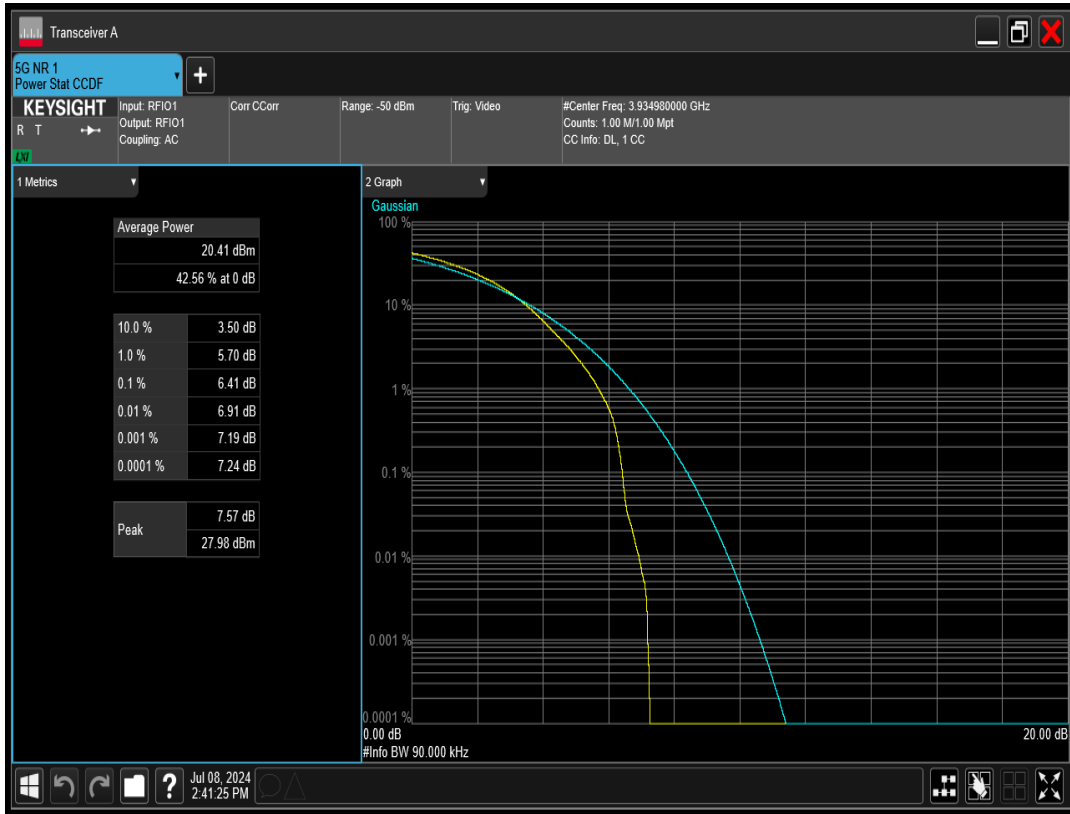 Transceiver A
5G NR 1
Power Stat CCDF
+
KEYSIGHT
R T
LXI
Input: RFIO1
Output: RFIO1
Coupling: AC
Corr CCorr
Range: -50 dBm
Trig: Video
#Center Freq: 3.934980000 GHz
Counts: 1.00 M/1.00 Mpt
CC Info: DL, 1 CC
1 Metrics
Average Power
20.41 dBm
42.56 % at 0 dB
10.0 % 3.50 dB
1.0 % 5.70 dB
0.1 % 6.41 dB
0.01 % 6.91 dB
0.001 % 7.19 dB
0.0001 % 7.24 dB
Peak
7.57 dB
27.98 dBm
2 Graph
Gaussian
100 %
10 %
1 %
0.1 %
0.01 %
0.001 %
0.0001 %
0.00 dB 20.00 dB
#Info BW 90.000 kHz
?
Jul 08, 2024
2:41:25 PM